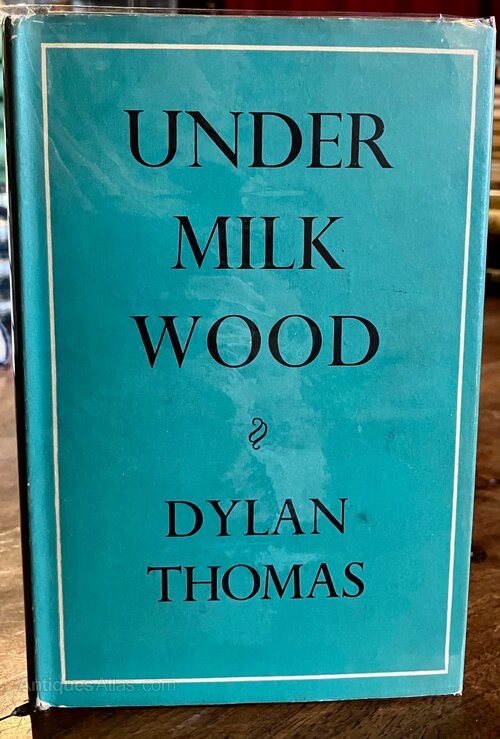 UNDER
MILK
WOOD
DYLAN
THOMAS
AntiquesAtlas.com